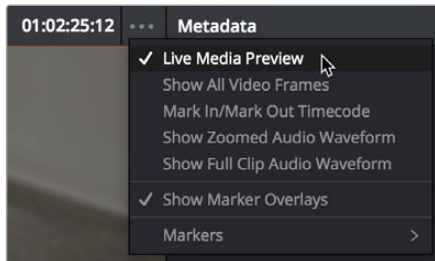 01:02:25:12 ••• Metadata
✓ Live Media Preview
Show All Video Frames
Mark In/Mark Out Timecode
Show Zoomed Audio Waveform
Show Full Clip Audio Waveform
✓ Show Marker Overlays
Markers >